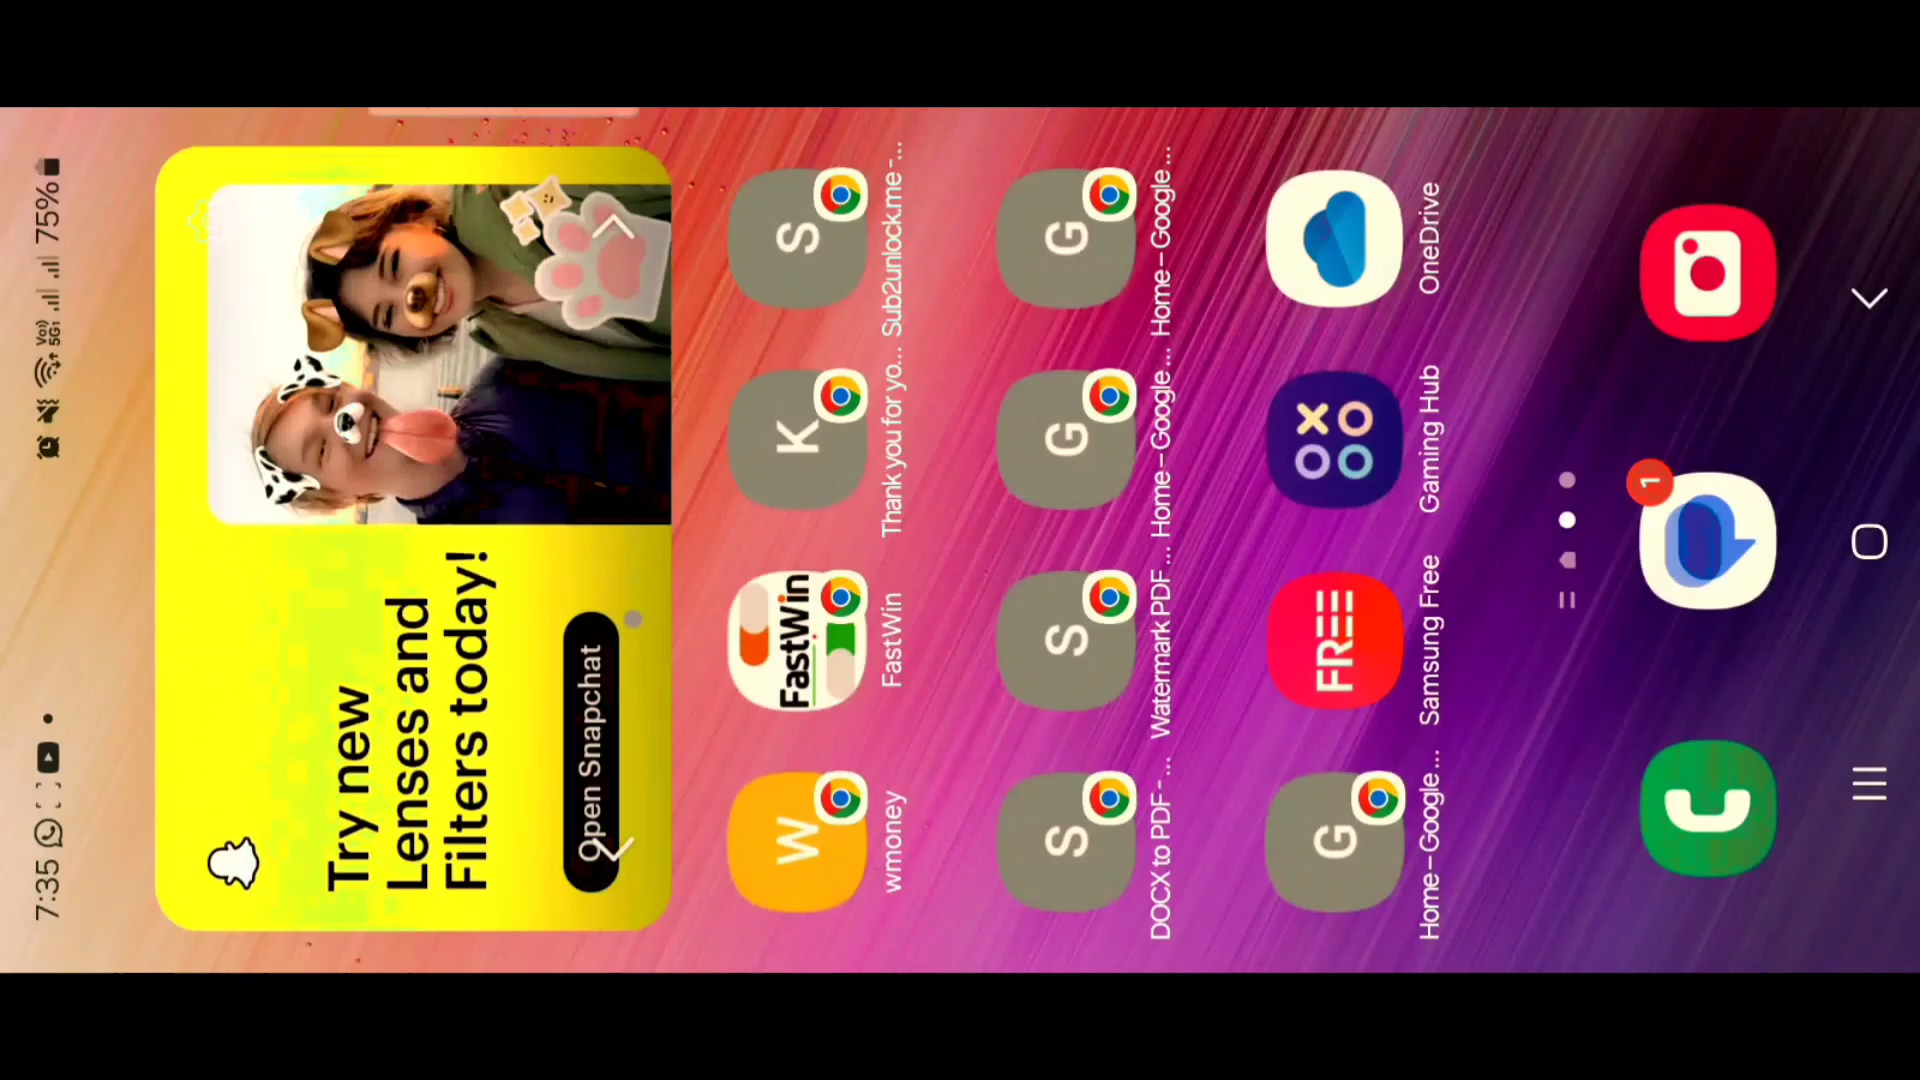 7:35
Vo))
5G
75%
Try new
Lenses and
Filters today!
Open Snapchat
W
FastWin
K
S
wmoney
FastWin
Thank you for yo...
Sub2unlock.me -...
S
S
G
G
DOCX to PDF - ...
Watermark PDF ...
Home – Google ...
Home – Google ...
G
FREE
Home – Google ...
Samsung Free
Gaming Hub
OneDrive
1